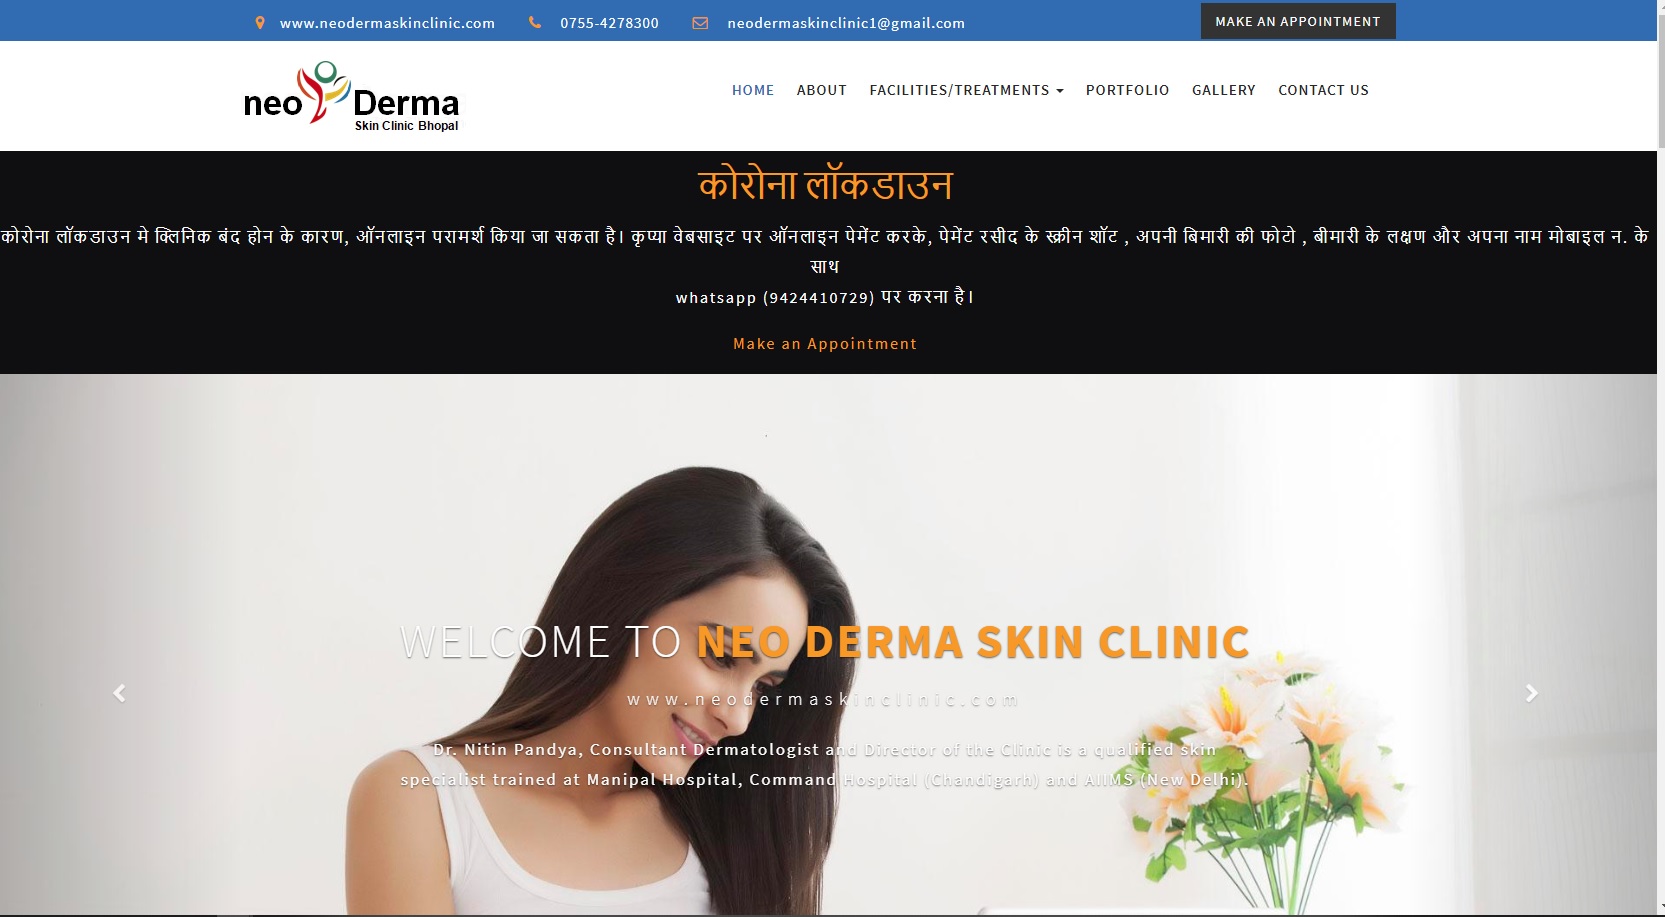 www.neodermaskinclinic.com 0755-4278300 neodermaskinclinic1@gmail.com MAKE AN APPOINTMENT
neo Derma
Skin Clinic Bhopal
HOME ABOUT FACILITIES/TREATMENTS PORTFOLIO GALLERY CONTACT US
कोरोना लॉकडाउन
कोरोना लॉकडाउन मे क्लिनिक बंद होन के कारण, ऑनलाइन परामर्श किया जा सकता है। कृप्या वेबसाइट पर ऑनलाइन पेमेंट करके, पेमेंट रसीद के स्क्रीन शॉट , अपनी बिमारी की फोटो , बीमारी के लक्षण और अपना नाम मोबाइल न. के
साथ
whatsapp (9424410729) पर करना है।
Make an Appointment
WELCOME TO NEO DERMA SKIN CLINIC
www.neodermaskinclinic.com
Dr. Nitin Pandya, Consultant Dermatologist and Director of the Clinic is a qualified skin
specialist trained at Manipal Hospital, Command Hospital (Chandigarh) and AIIMS (New Delhi).